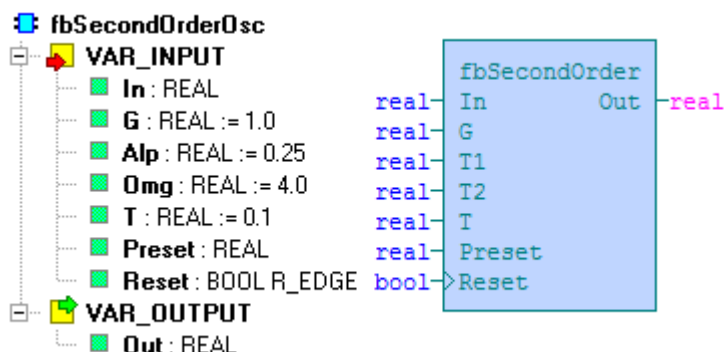 fbSecondOrderOsc
VAR_INPUT
In : REAL
G : REAL := 1.0
Alp : REAL := 0.25
Omg : REAL := 4.0
T : REAL := 0.1
Preset : REAL
Reset : BOOL R_EDGE
VAR_OUTPUT
Out : REAL
fbSecondOrder
real In Out real
real G
real T1
real T2
real T
real Preset
bool Reset